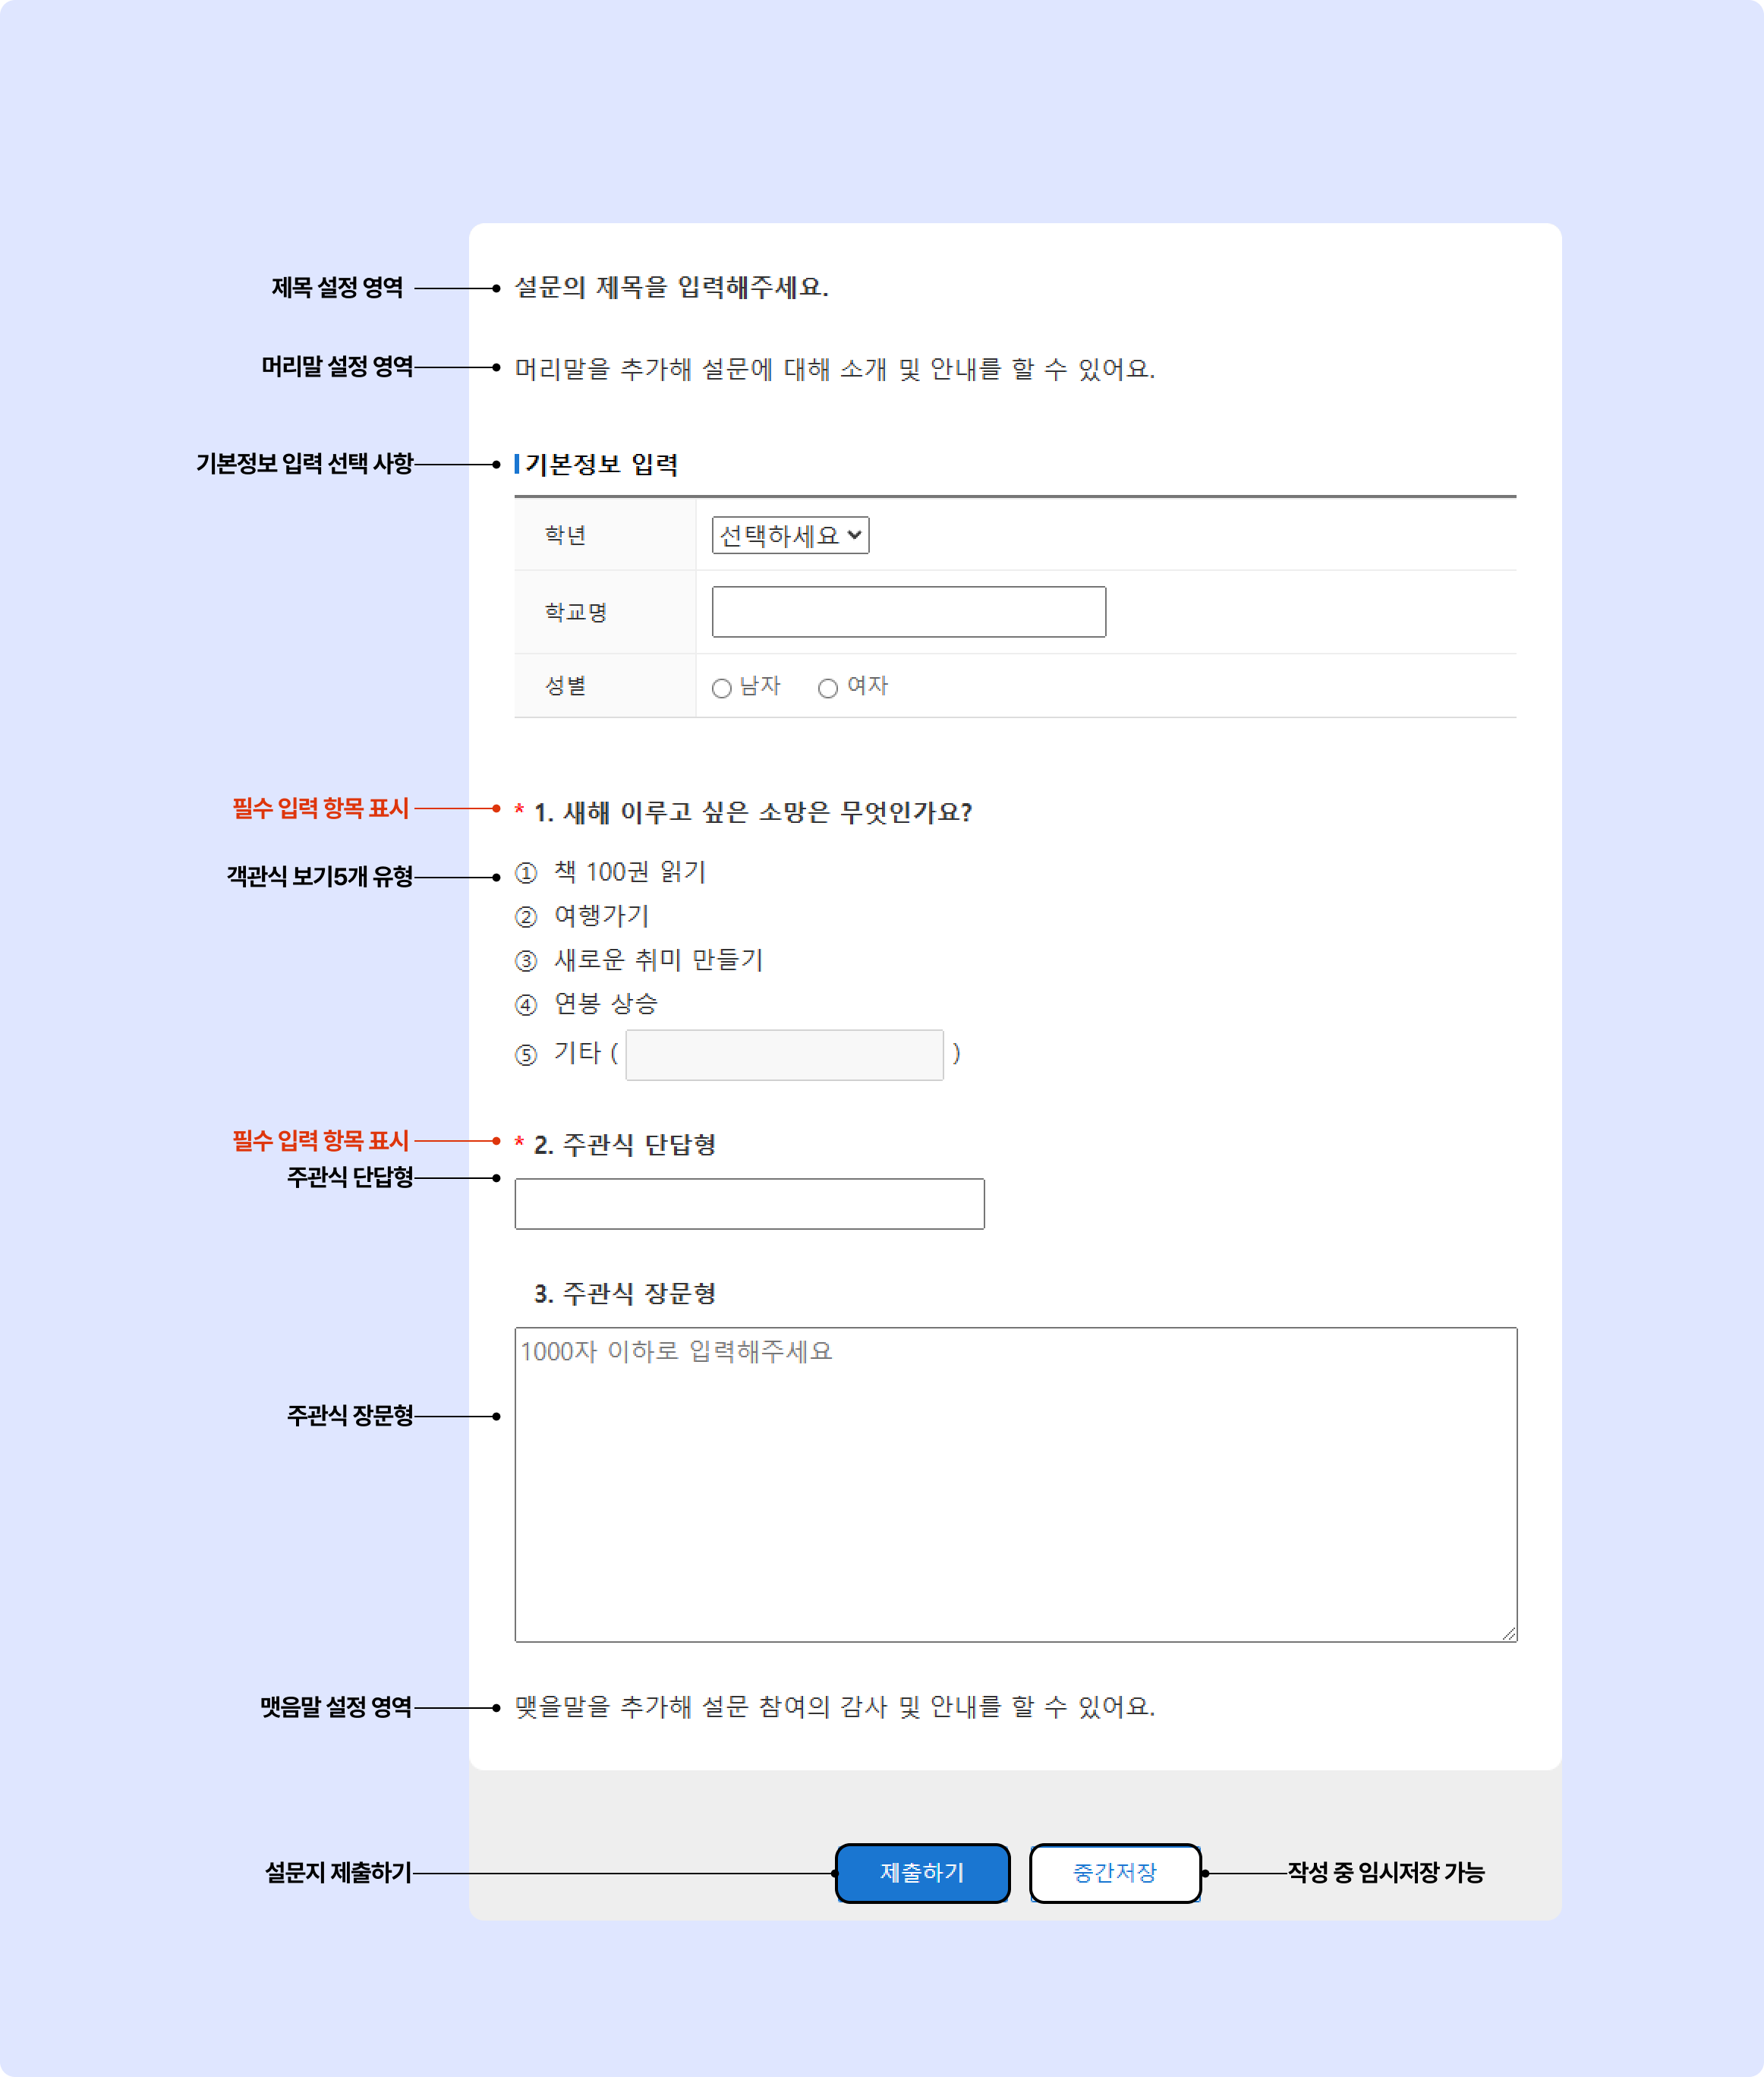 제목 설정 영역
설문의 제목을 입력해주세요.
머리말 설정 영역
머리말을 추가해 설문에 대해 소개 및 안내를 할 수 있어요.
기본정보 입력 선택 사항
기본정보 입력
학년 선택하세요
학교명
성별 남자 여자
필수 입력 항목 표시
* 1. 새해 이루고 싶은 소망은 무엇인가요?
객관식 보기5개 유형
① 책 100권 읽기
② 여행가기
③ 새로운 취미 만들기
④ 연봉 상승
⑤ 기타 ( )
필수 입력 항목 표시
* 2. 주관식 단답형
주관식 단답형
3. 주관식 장문형
1000자 이하로 입력해주세요
주관식 장문형
맺음말 설정 영역
맺을말을 추가해 설문 참여의 감사 및 안내를 할 수 있어요.
설문지 제출하기
제출하기
중간저장
작성 중 임시저장 가능